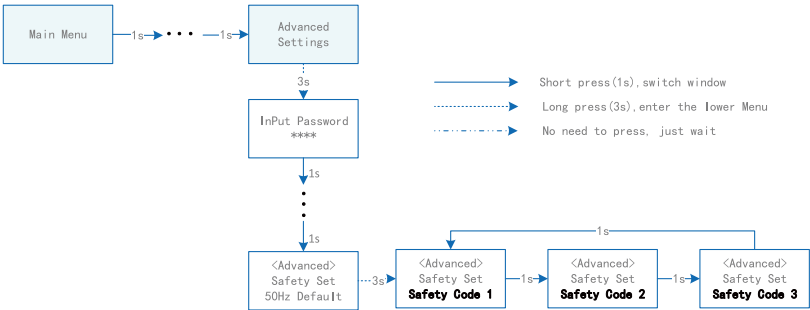 Main Menu
1s
• • •
1s
Advanced
Settings
3s
InPut Password
****
1s
1s
<Advanced>
Safety Set
50Hz Default
3s
<Advanced>
Safety Set
Safety Code 1
1s
<Advanced>
Safety Set
Safety Code 2
1s
<Advanced>
Safety Set
Safety Code 3
1s
Short press(1s),switch window
Long press(3s),enter the lower Menu
No need to press, just wait